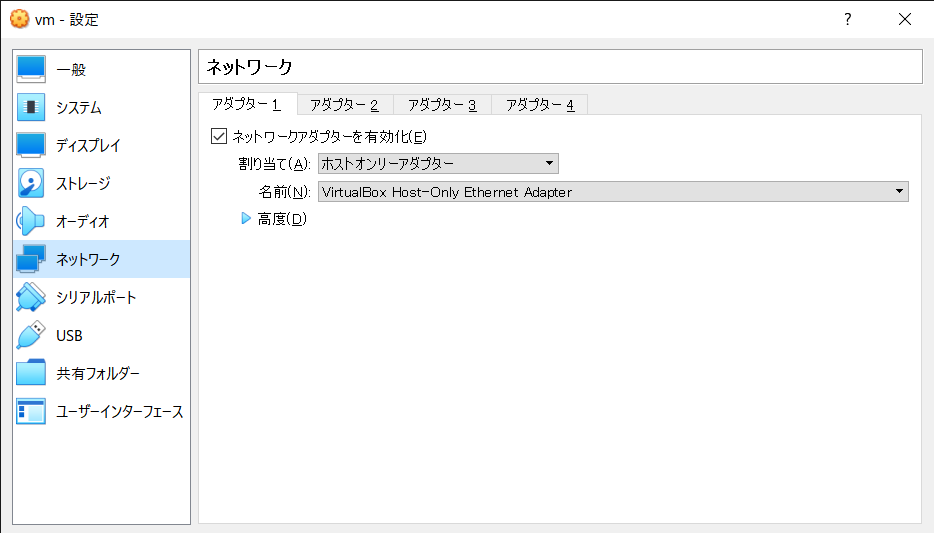 vm - 設定
?
一般
システム
ディスプレイ
ストレージ
オーディオ
ネットワーク
シリアルポート
USB
共有フォルダー
ユーザーインターフェース
ネットワーク
アダプター 1 アダプター 2 アダプター 3 アダプター 4
ネットワークアダプターを有効化(E)
割り当て(A): ホストオンリーアダプター
名前(N): VirtualBox Host-Only Ethernet Adapter
高度(D)